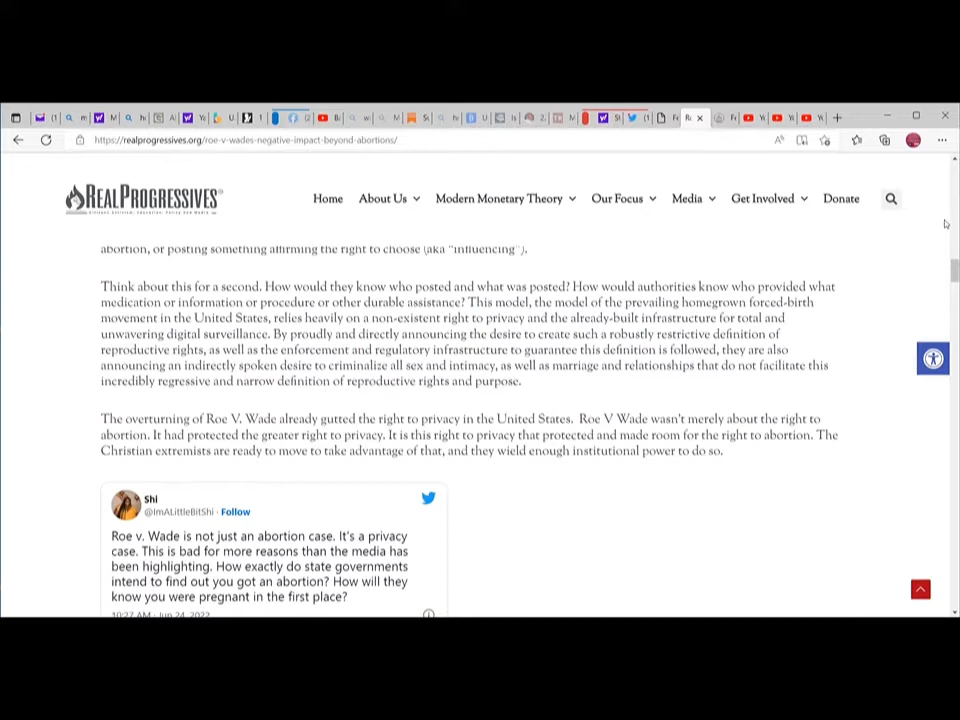 https://realprogressives.org/roe-v-wades-negative-impact-beyond-abortions/
REALPROGRESSIVES
Home About Us Modern Monetary Theory Our Focus Media Get Involved Donate
abortion, or posting something affirming the right to choose (aka "influencing").
Think about this for a second. How would they know who posted and what was posted? How would authorities know who provided what
medication or information or procedure or other durable assistance? This model, the model of the prevailing homegrown forced-birth
movement in the United States, relies heavily on a non-existent right to privacy and the already-built infrastructure for total and
unwavering digital surveillance. By proudly and directly announcing the desire to create such a robustly restrictive definition of
reproductive rights, as well as the enforcement and regulatory infrastructure to guarantee this definition is followed, they are also
announcing an indirectly spoken desire to criminalize all sex and intimacy, as well as marriage and relationships that do not facilitate this
incredibly regressive and narrow definition of reproductive rights and purpose.
The overturning of Roe V. Wade already gutted the right to privacy in the United States. Roe V Wade wasn't merely about the right to
abortion. It had protected the greater right to privacy. It is this right to privacy that protected and made room for the right to abortion. The
Christian extremists are ready to move to take advantage of that, and they wield enough institutional power to do so.
Shi
@ImALittleBitShi · Follow
Roe v. Wade is not just an abortion case. It's a privacy
case. This is bad for more reasons than the media has
been highlighting. How exactly do state governments
intend to find out you got an abortion? How will they
know you were pregnant in the first place?
10:27 AM · Jun 24, 2022